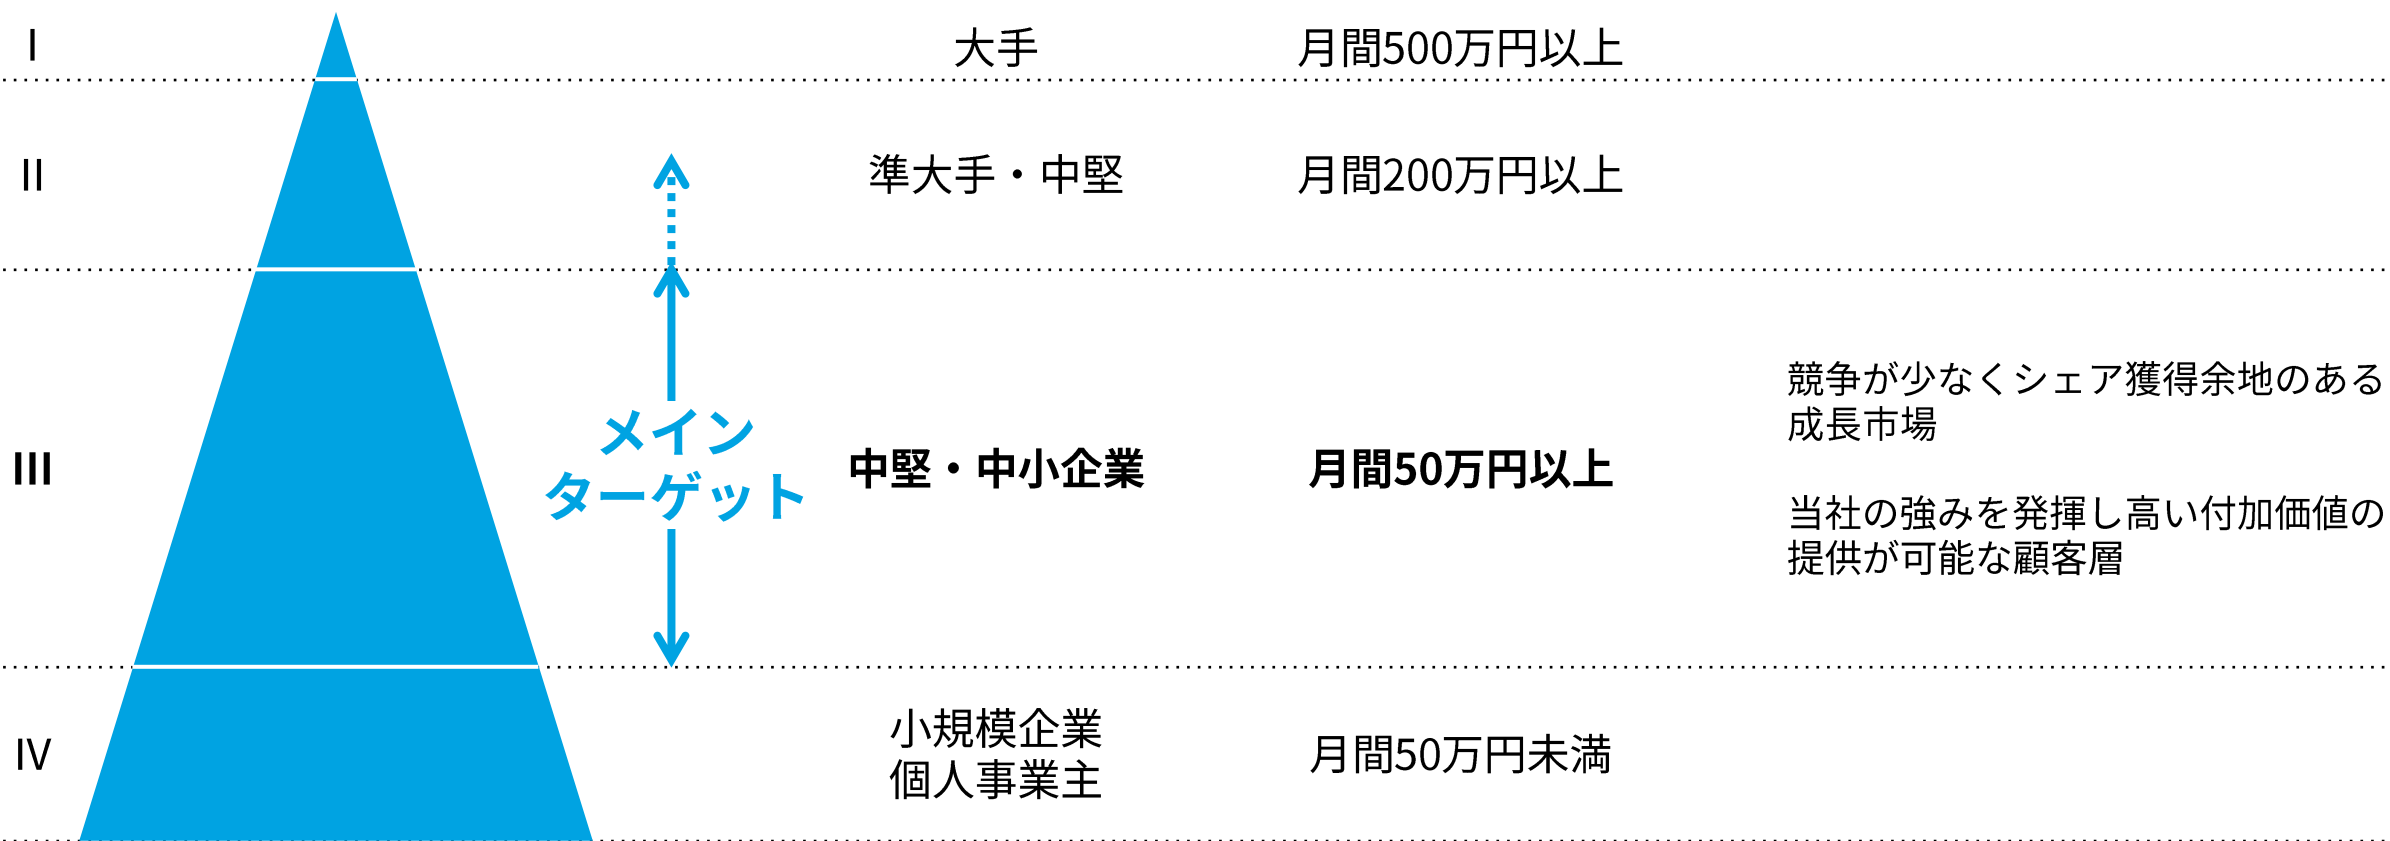 I
大手
月間500万円以上
II
準大手・中堅
月間200万円以上
III
メイン
ターゲット
中堅・中小企業
月間50万円以上
競争が少なくシェア獲得余地のある
成長市場
当社の強みを発揮し高い付加価値の
提供が可能な顧客層
IV
小規模企業
個人事業主
月間50万円未満